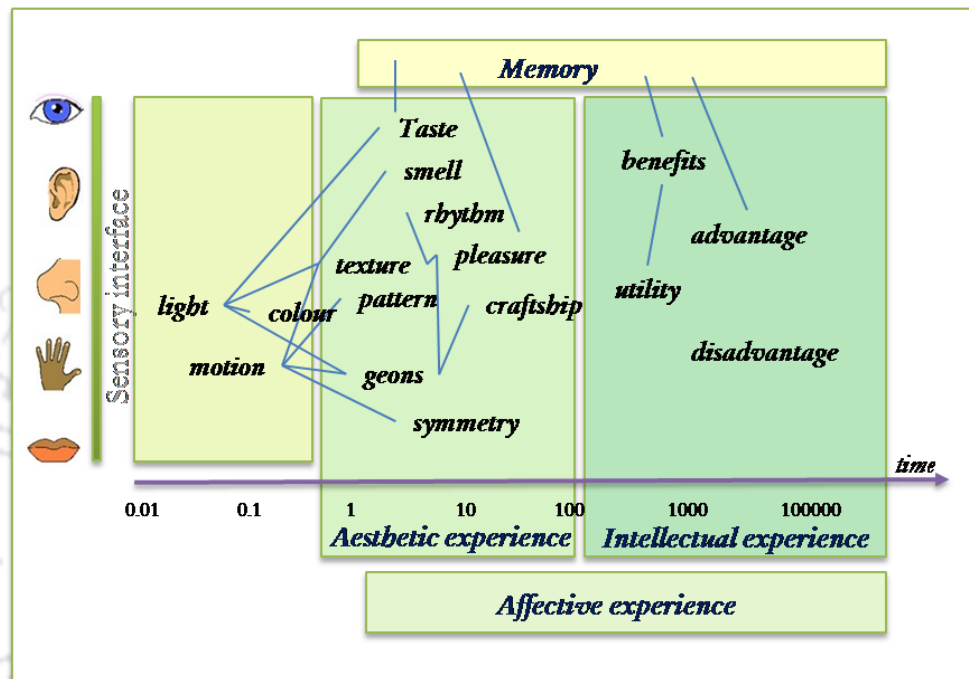 Memory
Sensory interface
Taste
smell
rhythm
pleasure
texture
pattern
craftship
light
colour
motion
geons
symmetry
benefits
advantage
utility
disadvantage
time
0.01 0.1 1 10 100 1000 100000
Aesthetic experience Intellectual experience
Affective experience